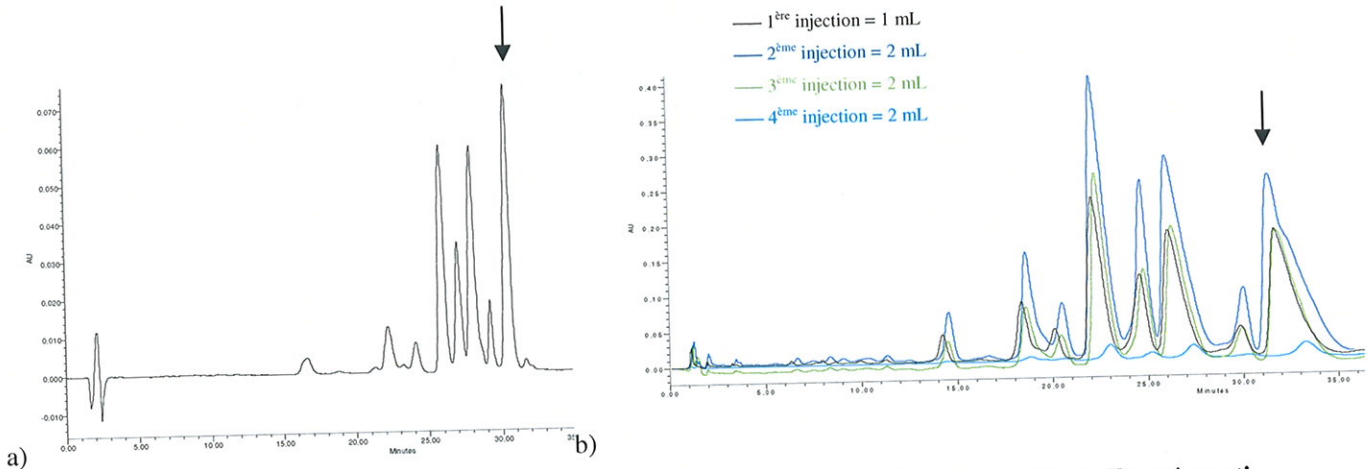 1ère injection = 1 mL
2ème injection = 2 mL
3ème injection = 2 mL
4ème injection = 2 mL
0.070
0.060
0.050
0.040
0.030
0.020
0.010
0.000
-0.010
AU
0.00 5.00 10.00 15.00 20.00 25.00 30.00
Minutes
a)
0.40
0.35
0.30
0.25
0.20
0.15
0.10
0.05
0.00
AU
0.00 5.00 10.00 15.00 20.00 25.00 30.00 35.00
Minutes
b)